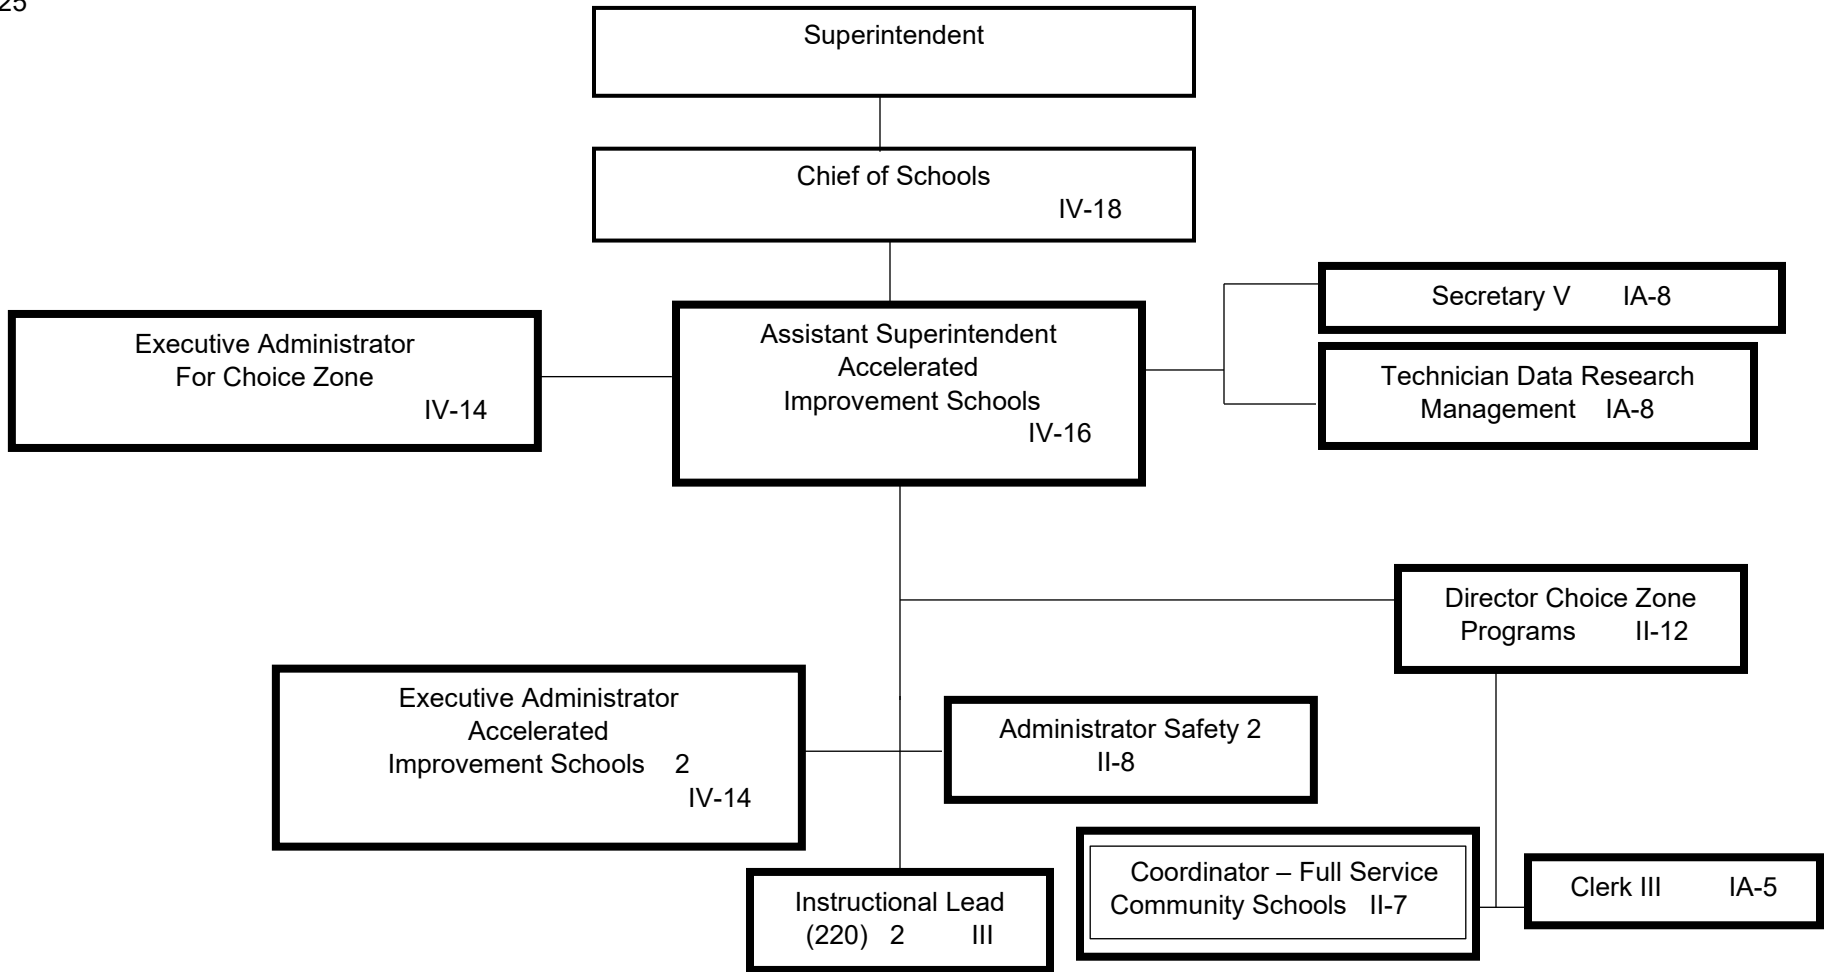 25
Superintendent
Chief of Schools
IV-18
Secretary V IA-8
Executive Administrator
For Choice Zone
IV-14
Assistant Superintendent
Accelerated
Improvement Schools
IV-16
Technician Data Research
Management IA-8
Director Choice Zone
Programs II-12
Executive Administrator
Accelerated
Improvement Schools 2
IV-14
Administrator Safety 2
II-8
Instructional Lead
(220) 2 III
Coordinator – Full Service
Community Schools II-7
Clerk III IA-5